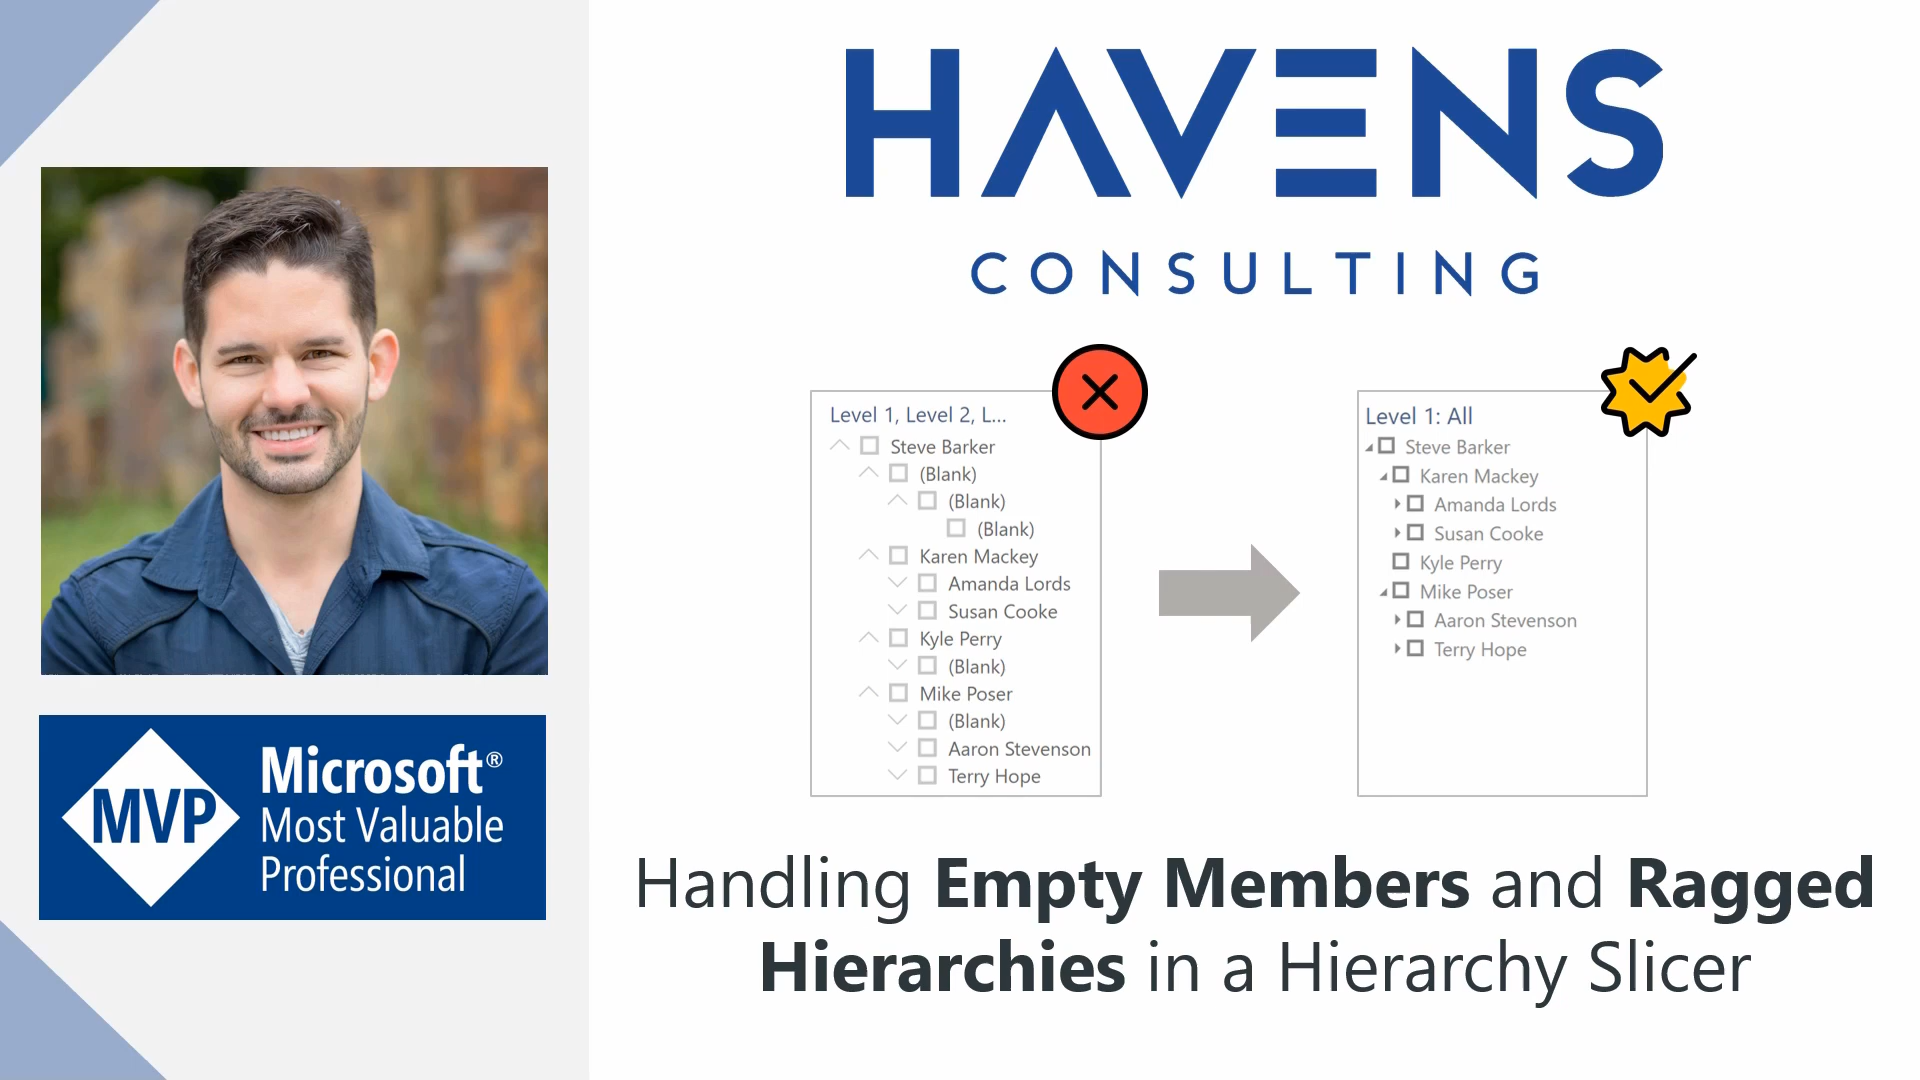 HAVENS
CONSULTING
Level 1, Level 2, L...
Steve Barker
(Blank)
(Blank)
(Blank)
Karen Mackey
Amanda Lords
Susan Cooke
Kyle Perry
(Blank)
Mike Poser
(Blank)
Aaron Stevenson
Terry Hope
Level 1: All
Steve Barker
Karen Mackey
Amanda Lords
Susan Cooke
Kyle Perry
Mike Poser
Aaron Stevenson
Terry Hope
MVP
Microsoft®
Most Valuable
Professional
Handling Empty Members and Ragged
Hierarchies in a Hierarchy Slicer